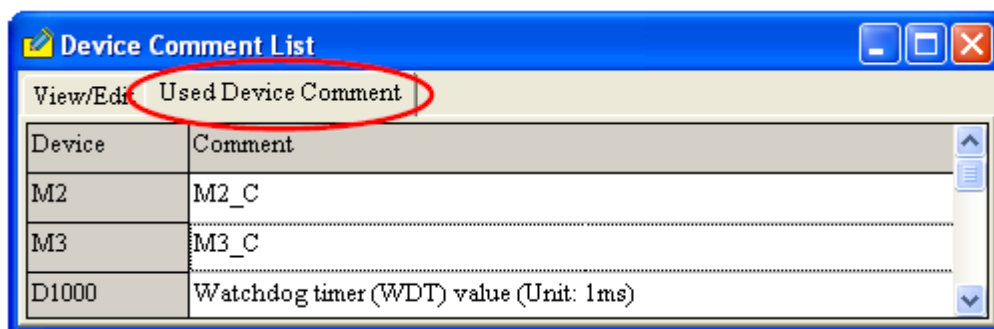 Device Comment List
View/Edit Used Device Comment
Device Comment
M2 M2_C
M3 M3_C
D1000 Watchdog timer (WDT) value (Unit: 1ms)